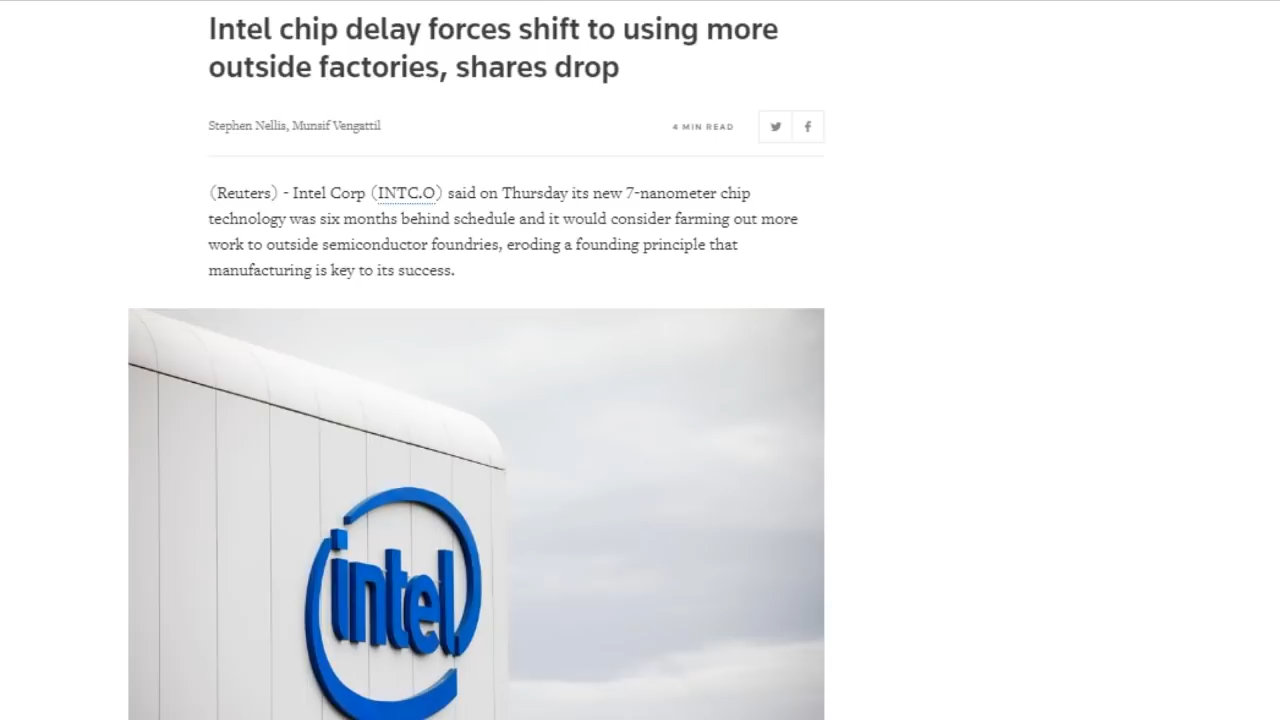 Intel chip delay forces shift to using more
outside factories, shares drop
Stephen Nellis, Munsif Vengattil
4 MIN READ
(Reuters) - Intel Corp (INTC.O) said on Thursday its new 7-nanometer chip
technology was six months behind schedule and it would consider farming out more
work to outside semiconductor foundries, eroding a founding principle that
manufacturing is key to its success.
intel